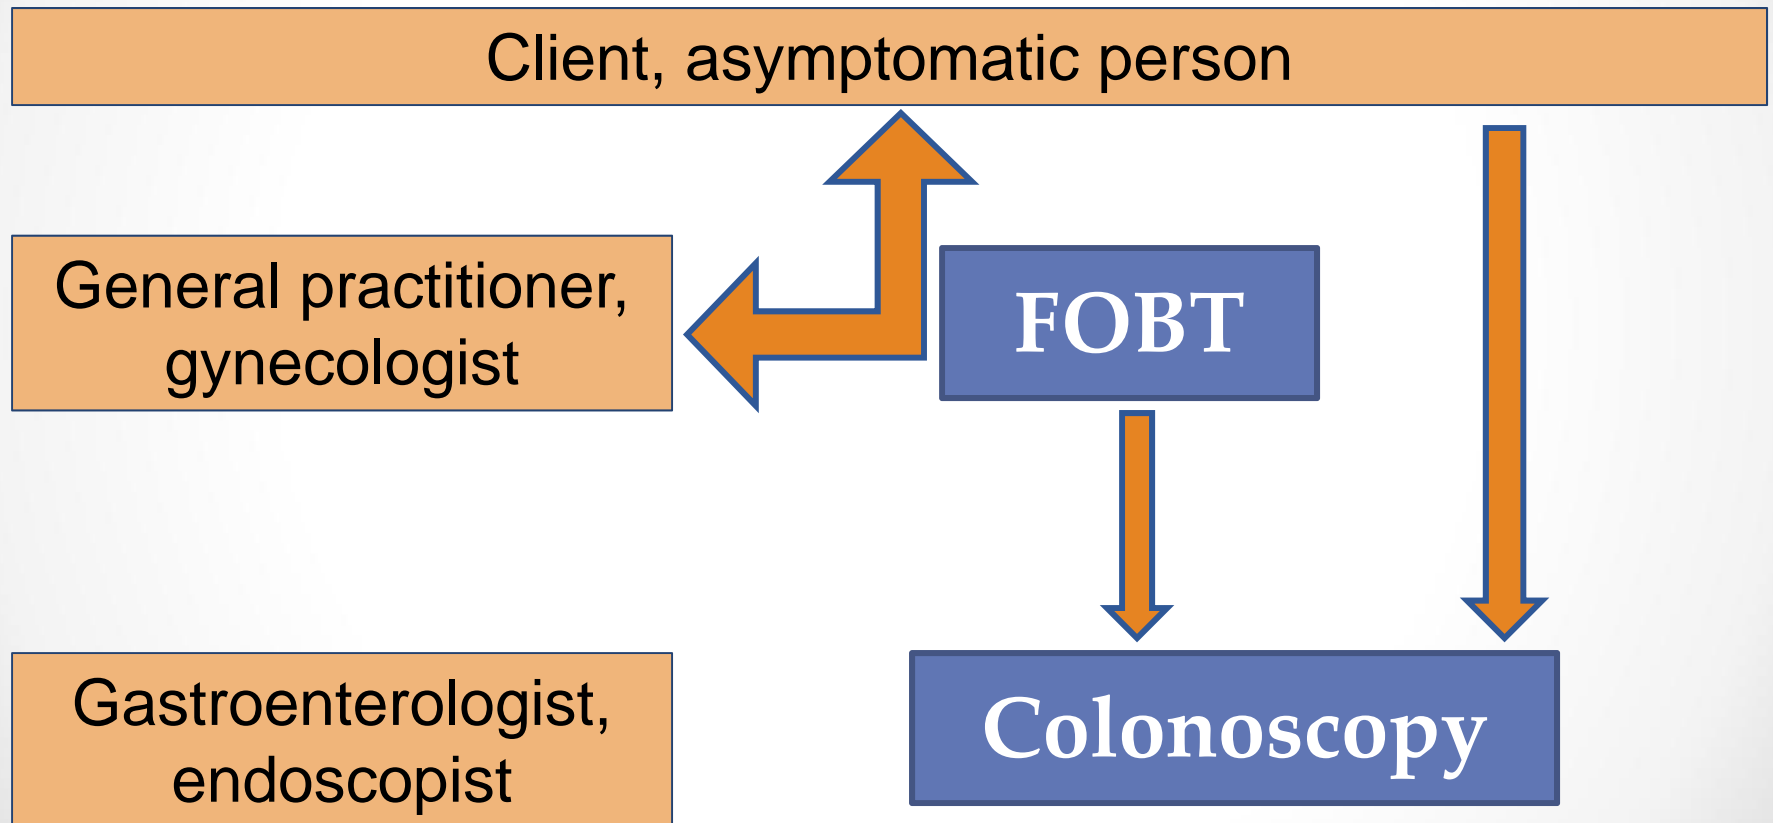 Client, asymptomatic person
General practitioner,
gynecologist
FOBT
Gastroenterologist,
endoscopist
Colonoscopy